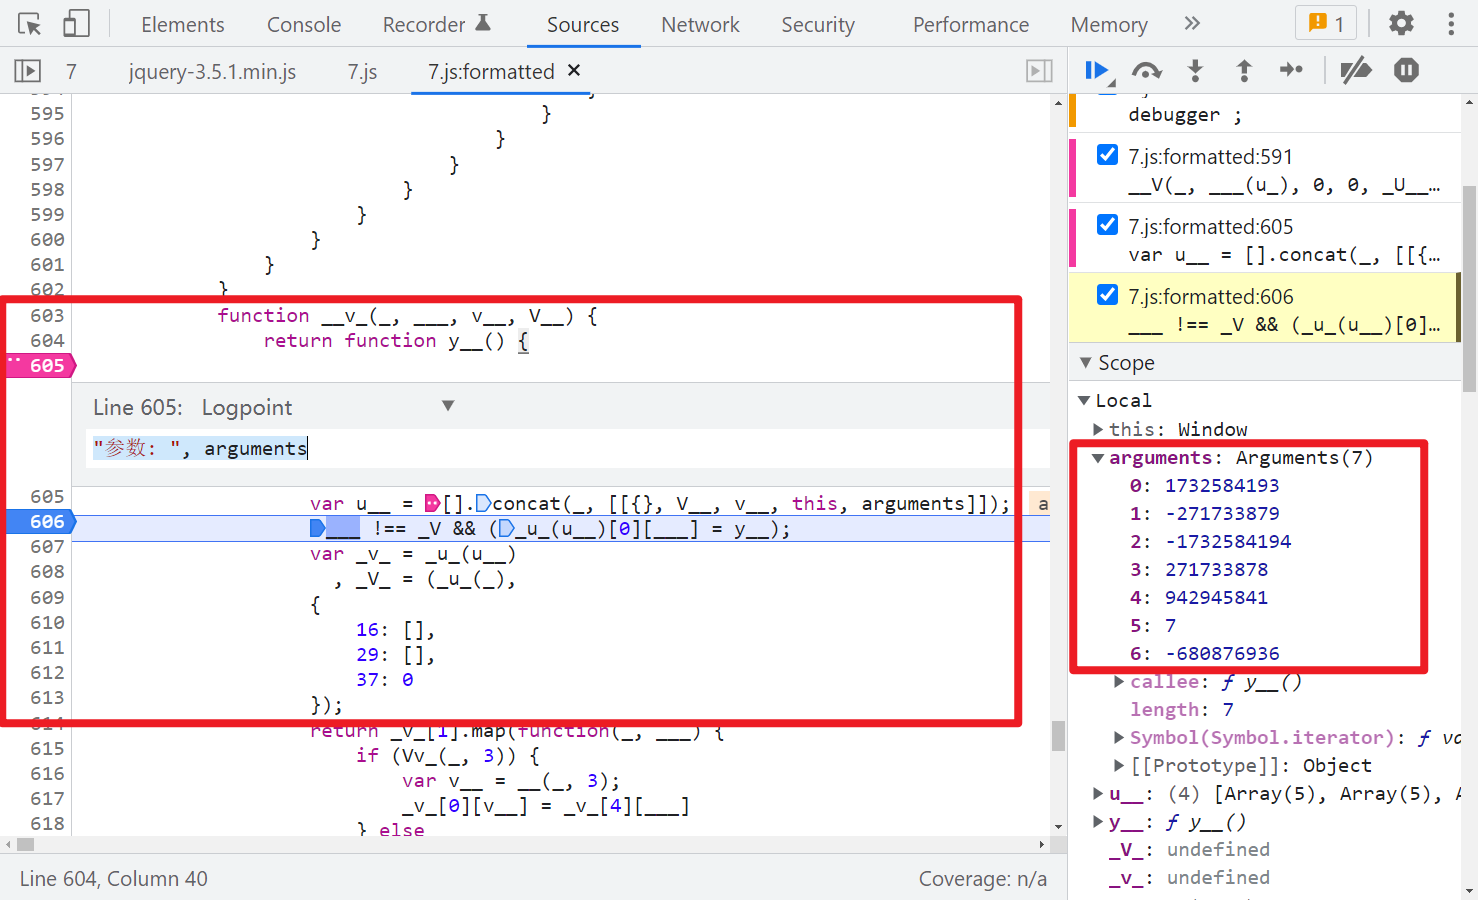 Elements Console Recorder Sources Network Security Performance Memory 1
7 jquery-3.5.1.min.js 7.js 7.js:formatted ×
595 }
596 }
597 }
598 }
599 }
600 }
601 }
602 }
603 function __v_(_, ___, v__, V__) {
604 return function y__() {
605
Line 605: Logpoint
"参数: ", arguments
605 var u__ = [].concat(_, [[{}, V__, v__, this, arguments]]); a
606 ___ !== _V && (_u_(u__)[0][___] = y__);
607 var _v_ = _u_(u__)
608 , _V_ = (_u_(_),
609 {
610 16: [],
611 29: [],
612 37: 0
613 });
614 return _v_[1].map(function(_, ___) {
615 if (Vv_(_, 3)) {
616 var v__ = __(_, 3);
617 _v_[0][v__] = _v_[4][___]
618 } else
Line 604, Column 40 Coverage: n/a
debugger ;
7.js:formatted:591
__V(_, ___(u_), 0, 0, _U__…
7.js:formatted:605
var u__ = [].concat(_, [[{…
7.js:formatted:606
___ !== _V && (_u_(u__)[0]…
Scope
Local
this: Window
arguments: Arguments(7)
0: 1732584193
1: -271733879
2: -1732584194
3: 271733878
4: 942945841
5: 7
6: -680876936
callee: ƒ y__()
length: 7
Symbol(Symbol.iterator): ƒ va
[[Prototype]]: Object
u__: (4) [Array(5), Array(5), A
y__: ƒ y__()
_V_: undefined
_v_: undefined